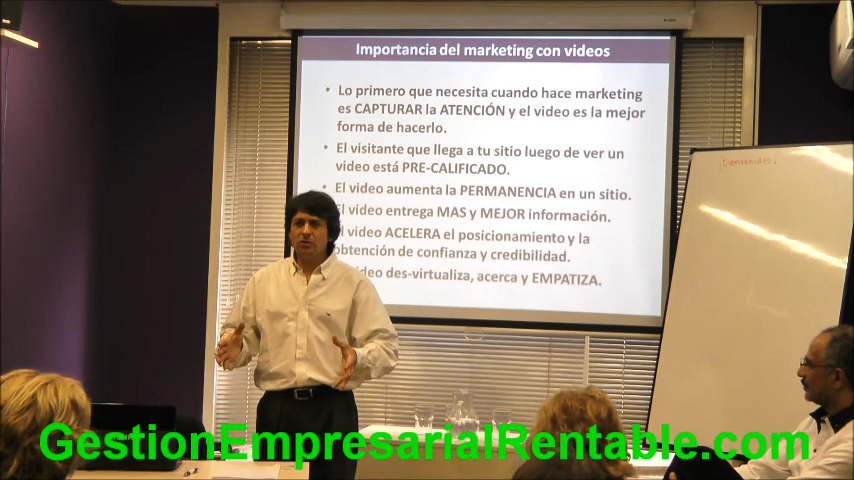 Importancia del marketing con videos
• Lo primero que necesita cuando hace marketing
es CAPTURAR la ATENCIÓN y el video es la mejor
forma de hacerlo.
• El visitante que llega a tu sitio luego de ver un
video está PRE-CALIFICADO.
• El video aumenta la PERMANENCIA en un sitio.
El video entrega MAS y MEJOR información.
video ACELERA el posicionamiento y la
obtención de confianza y credibilidad.
des-virtualiza, acerca y EMPATIZA.
¡bienvenidos
GestionEmpresarialRentable.com